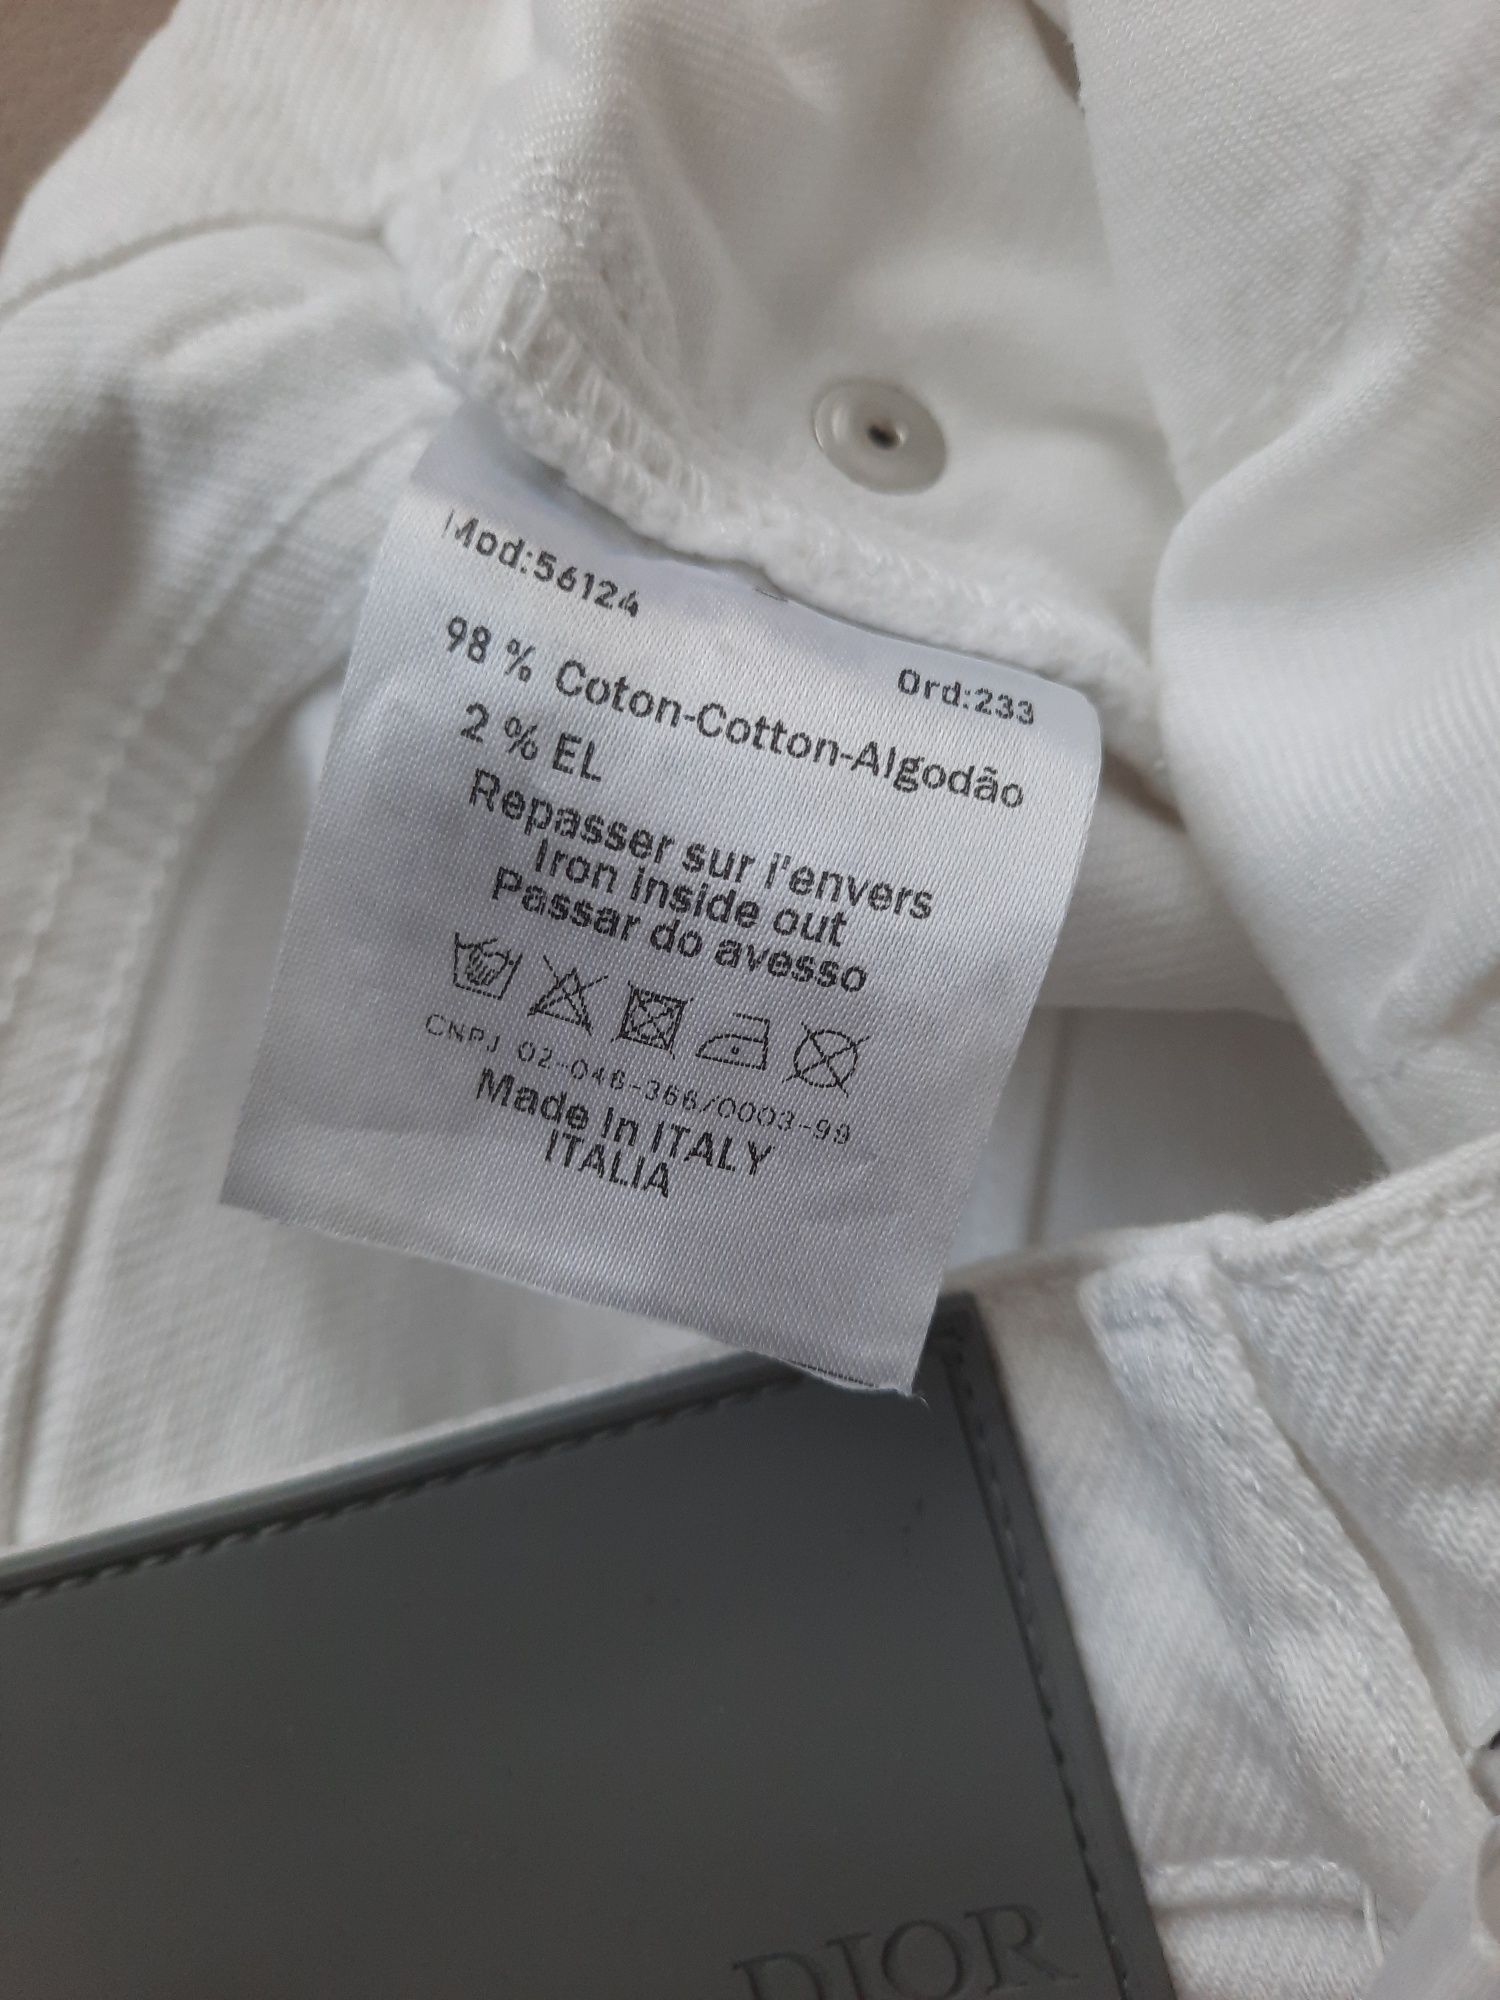 Mod:56124
Ord:233
98 % Coton-Cotton-Algodão
2 % EL
Repasser sur l'envers
Iron inside out
Passar do avesso
CNPJ 02-046-366/0003-99
Made In ITALY
ITALIA
DIOR